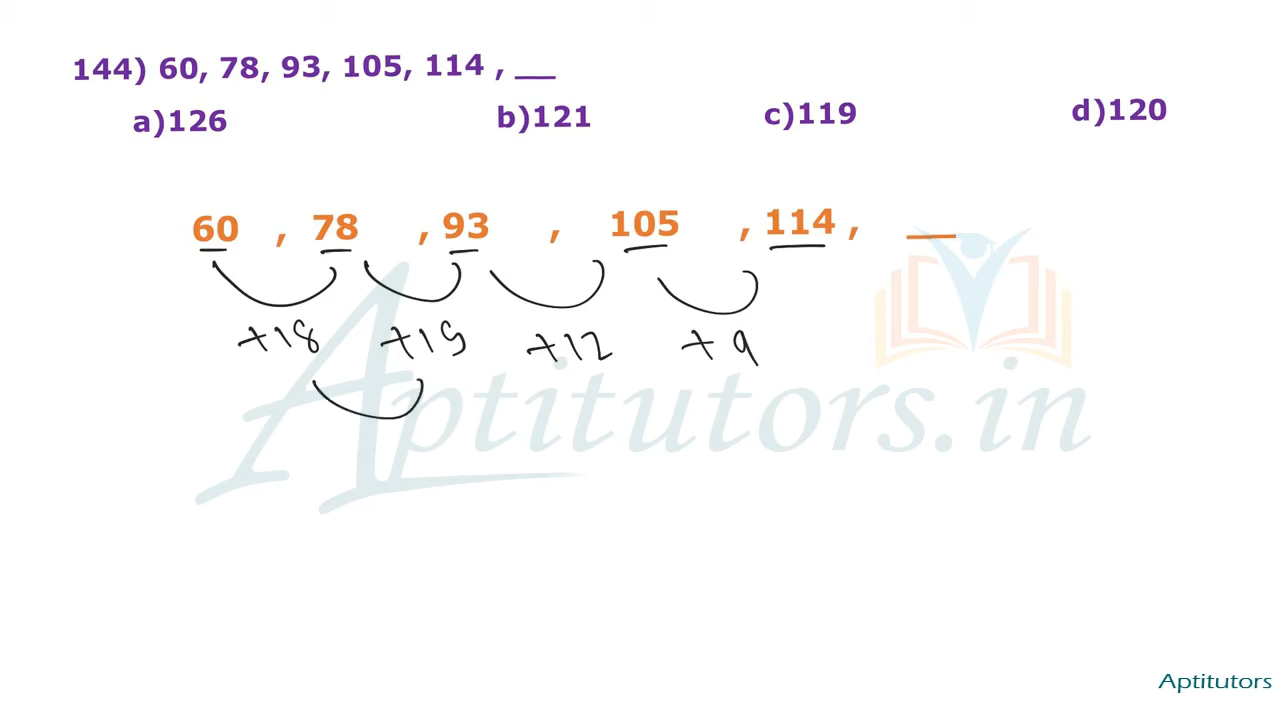 144) 60, 78, 93, 105, 114 , __
a)126 b)121 c)119 d)120
60 , 78 , 93 , 105 , 114 , __
+18 +15 +12 +9
Aptitutors.in
Aptitutors